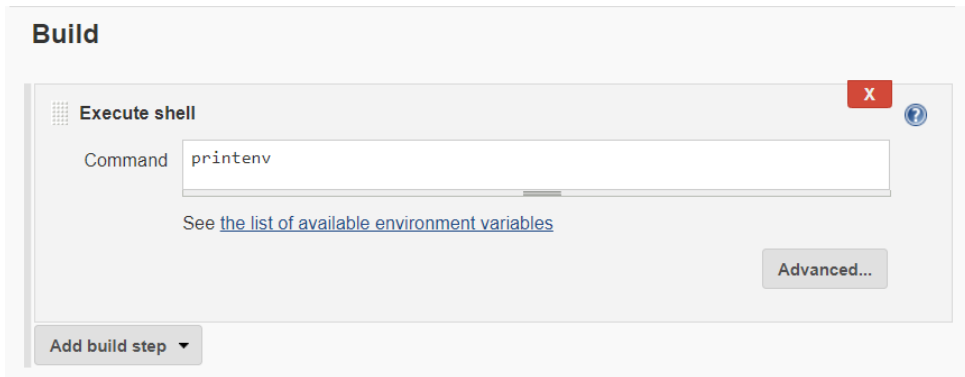 Build
X
Execute shell
?
Command printenv
See the list of available environment variables
Advanced...
Add build step